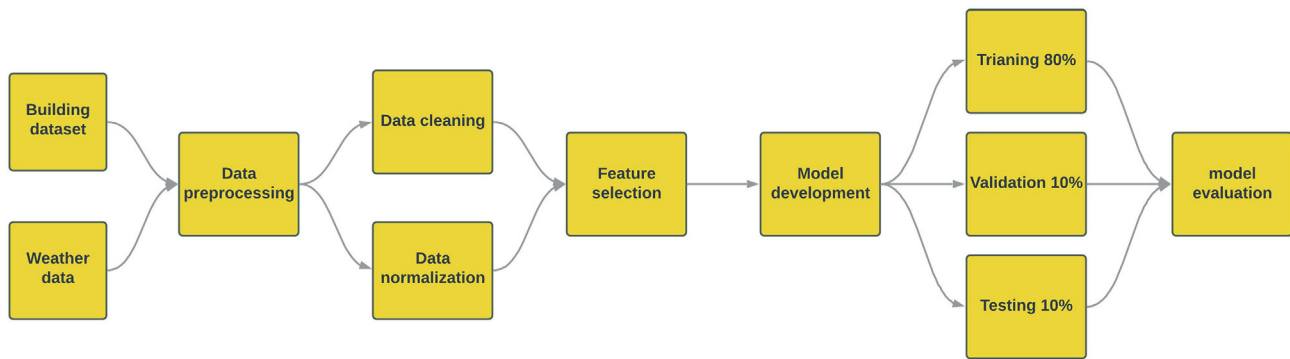 Building
dataset
Weather
data
Data
preprocessing
Data cleaning
Data
normalization
Feature
selection
Model
development
Trianing 80%
Validation 10%
Testing 10%
model
evaluation